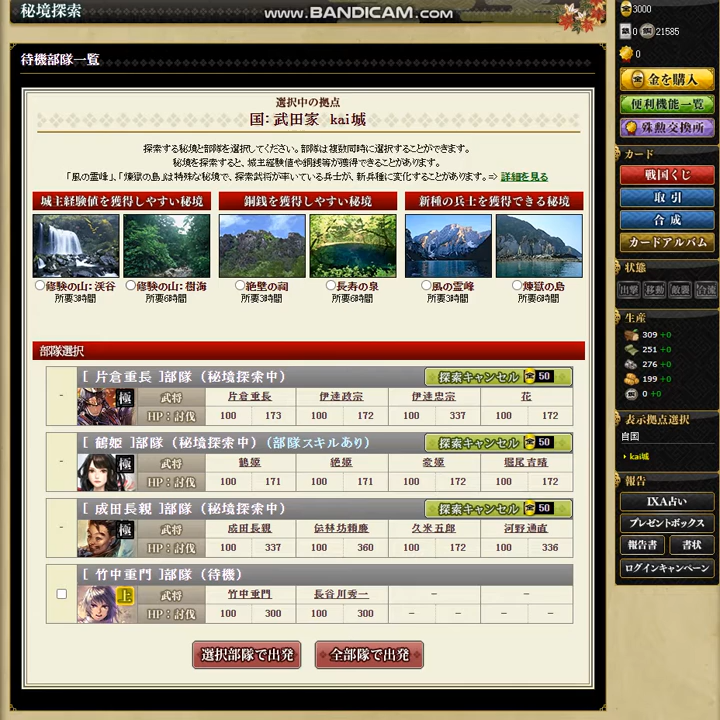 秘境探索
www.BANDICAM.com
待機部隊一覧
選択中の拠点
国: 武田家 kai城
探索する秘境と部隊を選択してください。部隊は複数同時に選択することができます。
秘境を探索すると、城主経験値や銅銭等が獲得できることがあります。
「風の霊峰」、「煉獄の島」は特殊な秘境で、探索武将が率いている兵士が、新兵種に変化することがあります。⇒ 詳細を見る
城主経験値を獲得しやすい秘境 銅銭を獲得しやすい秘境 新種の兵士を獲得できる秘境
修験の山: 渓谷 修験の山: 樹海 絶壁の祠 長寿の泉 風の霊峰 煉獄の島
所要3時間 所要6時間 所要3時間 所要6時間 所要3時間 所要6時間
部隊選択
[ 片倉重長 ]部隊 (秘境探索中) 探索キャンセル 金 50
- 極 武将 片倉重長 伊達政宗 伊達忠宗 花
HP:討伐 100 173 100 172 100 337 100 172
[ 鶴姫 ]部隊 (秘境探索中) (部隊スキルあり) 探索キャンセル 金 50
- 極 武将 鶴姫 絶姫 愛姫 堀尾吉晴
HP:討伐 100 171 100 171 100 172 100 172
[ 成田長親 ]部隊 (秘境探索中) 探索キャンセル 金 50
- 極 武将 成田長親 伝林坊頼慶 久米五郎 河野通直
HP:討伐 100 337 100 360 100 172 100 336
[ 竹中重門 ]部隊 (待機)
上 武将 竹中重門 長谷川秀一 - -
HP:討伐 100 300 100 300 - - - -
選択部隊で出発 全部隊で出発
金 3000
0 21585
0
金を購入
便利機能一覧
殊勲交換所
カード
戦国くじ
取引
合成
カードアルバム
状態
出撃 移動 敵襲 合流
生産
309 +0
251 +0
276 +0
199 +0
0 +0
表示拠点選択
自国
kai城
報告
IXA占い
プレゼントボックス
報告書 書状
ログインキャンペーン